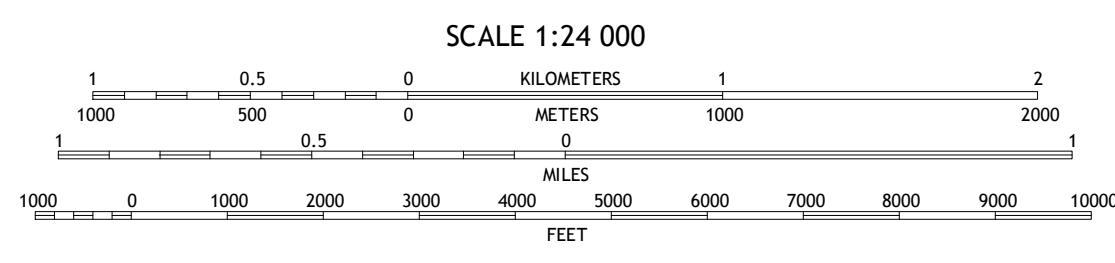 SCALE 1:24 000
1 0.5 0 KILOMETERS 1 2
1000 500 0 METERS 1000 2000
1 0.5 0 1
MILES
1000 0 1000 2000 3000 4000 5000 6000 7000 8000 9000 10000
FEET